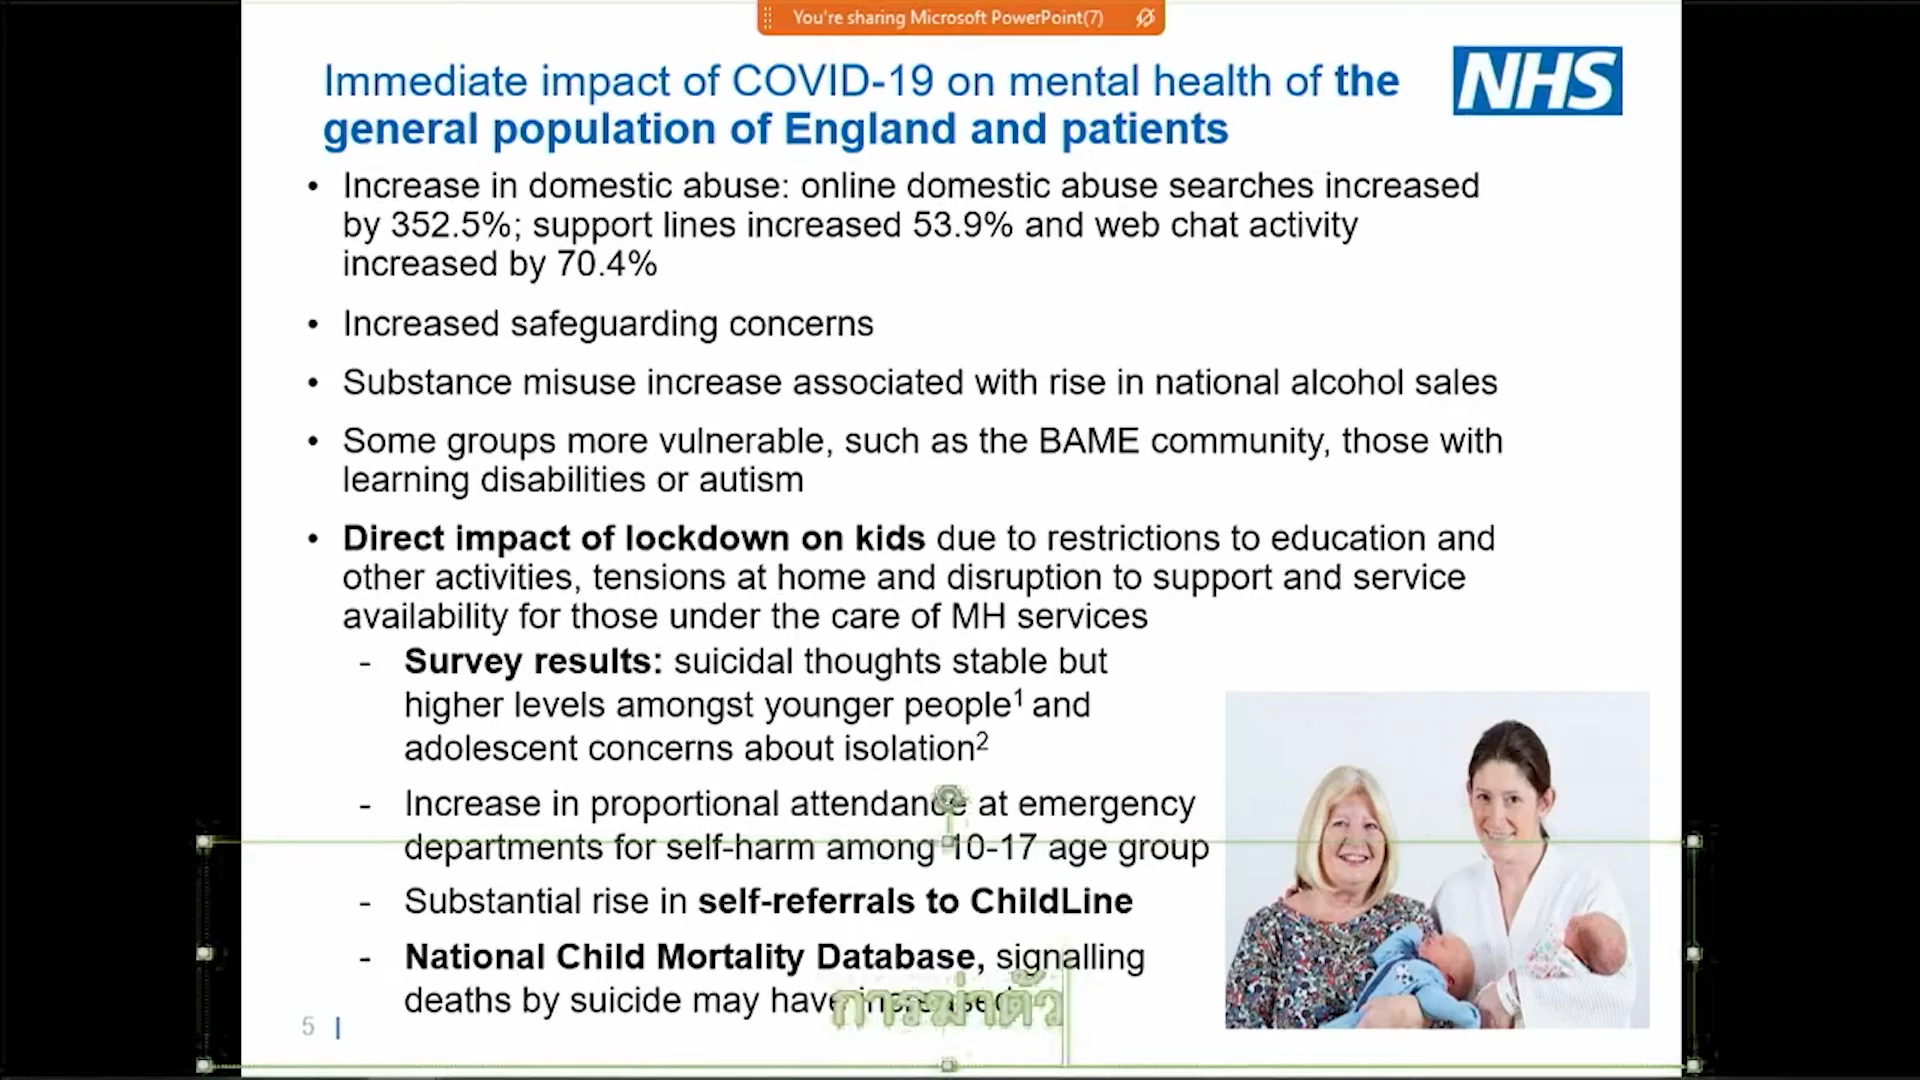 You're sharing Microsoft PowerPoint(7)
Immediate impact of COVID-19 on mental health of the
NHS
general population of England and patients
• Increase in domestic abuse: online domestic abuse searches increased
by 352.5%; support lines increased 53.9% and web chat activity
increased by 70.4%
• Increased safeguarding concerns
• Substance misuse increase associated with rise in national alcohol sales
• Some groups more vulnerable, such as the BAME community, those with
learning disabilities or autism
• Direct impact of lockdown on kids due to restrictions to education and
other activities, tensions at home and disruption to support and service
availability for those under the care of MH services
- Survey results: suicidal thoughts stable but
higher levels amongst younger people¹ and
adolescent concerns about isolation²
- Increase in proportional attendance at emergency
departments for self-harm among 10-17 age group
- Substantial rise in self-referrals to ChildLine
- National Child Mortality Database, signalling
deaths by suicide may have increased
การฆ่าตัว
5 |